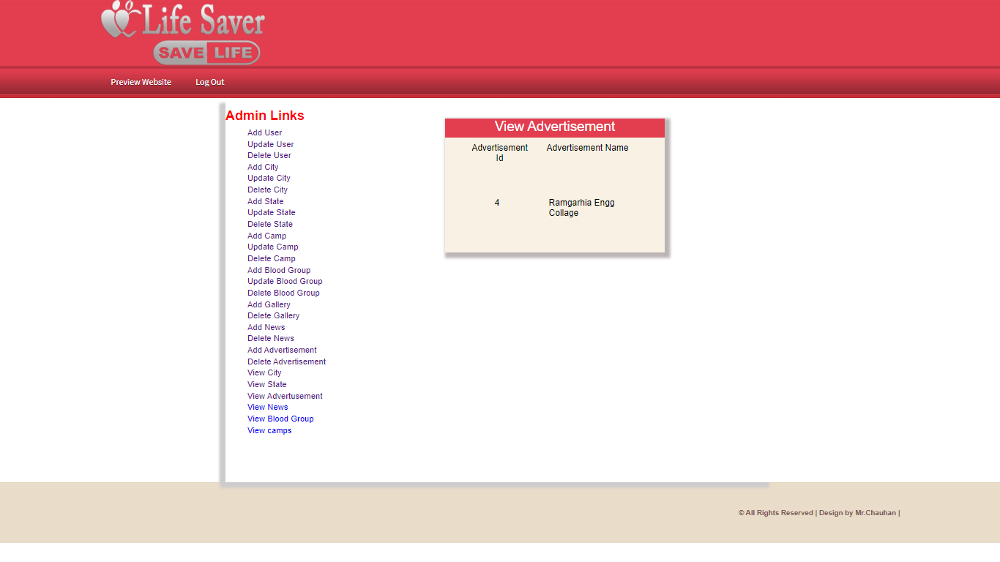 Life Saver
SAVE LIFE
Preview Website Log Out
Admin Links
Add User
Update User
Delete User
Add City
Update City
Delete City
Add State
Update State
Delete State
Add Camp
Update Camp
Delete Camp
Add Blood Group
Update Blood Group
Delete Blood Group
Add Gallery
Delete Gallery
Add News
Delete News
Add Advertisement
Delete Advertisement
View City
View State
View Advertusement
View News
View Blood Group
View camps
View Advertisement
Advertisement Advertisement Name
Id
4 Ramgarhia Engg
Collage
© All Rights Reserved | Design by Mr.Chauhan |